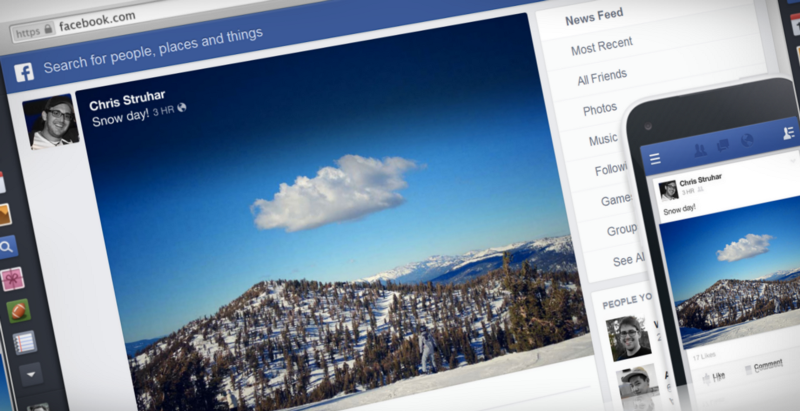 https
facebook.com
f
Search for people, places and things
Chris Struhar
Snow day! 3 HR
News Feed
Most Recent
All Friends
Photos
Music
Followi
Game
Group
See Al
PEOPLE YO
Chris Struhar
3 HR
Snow day!
17 Likes
Like
Comment